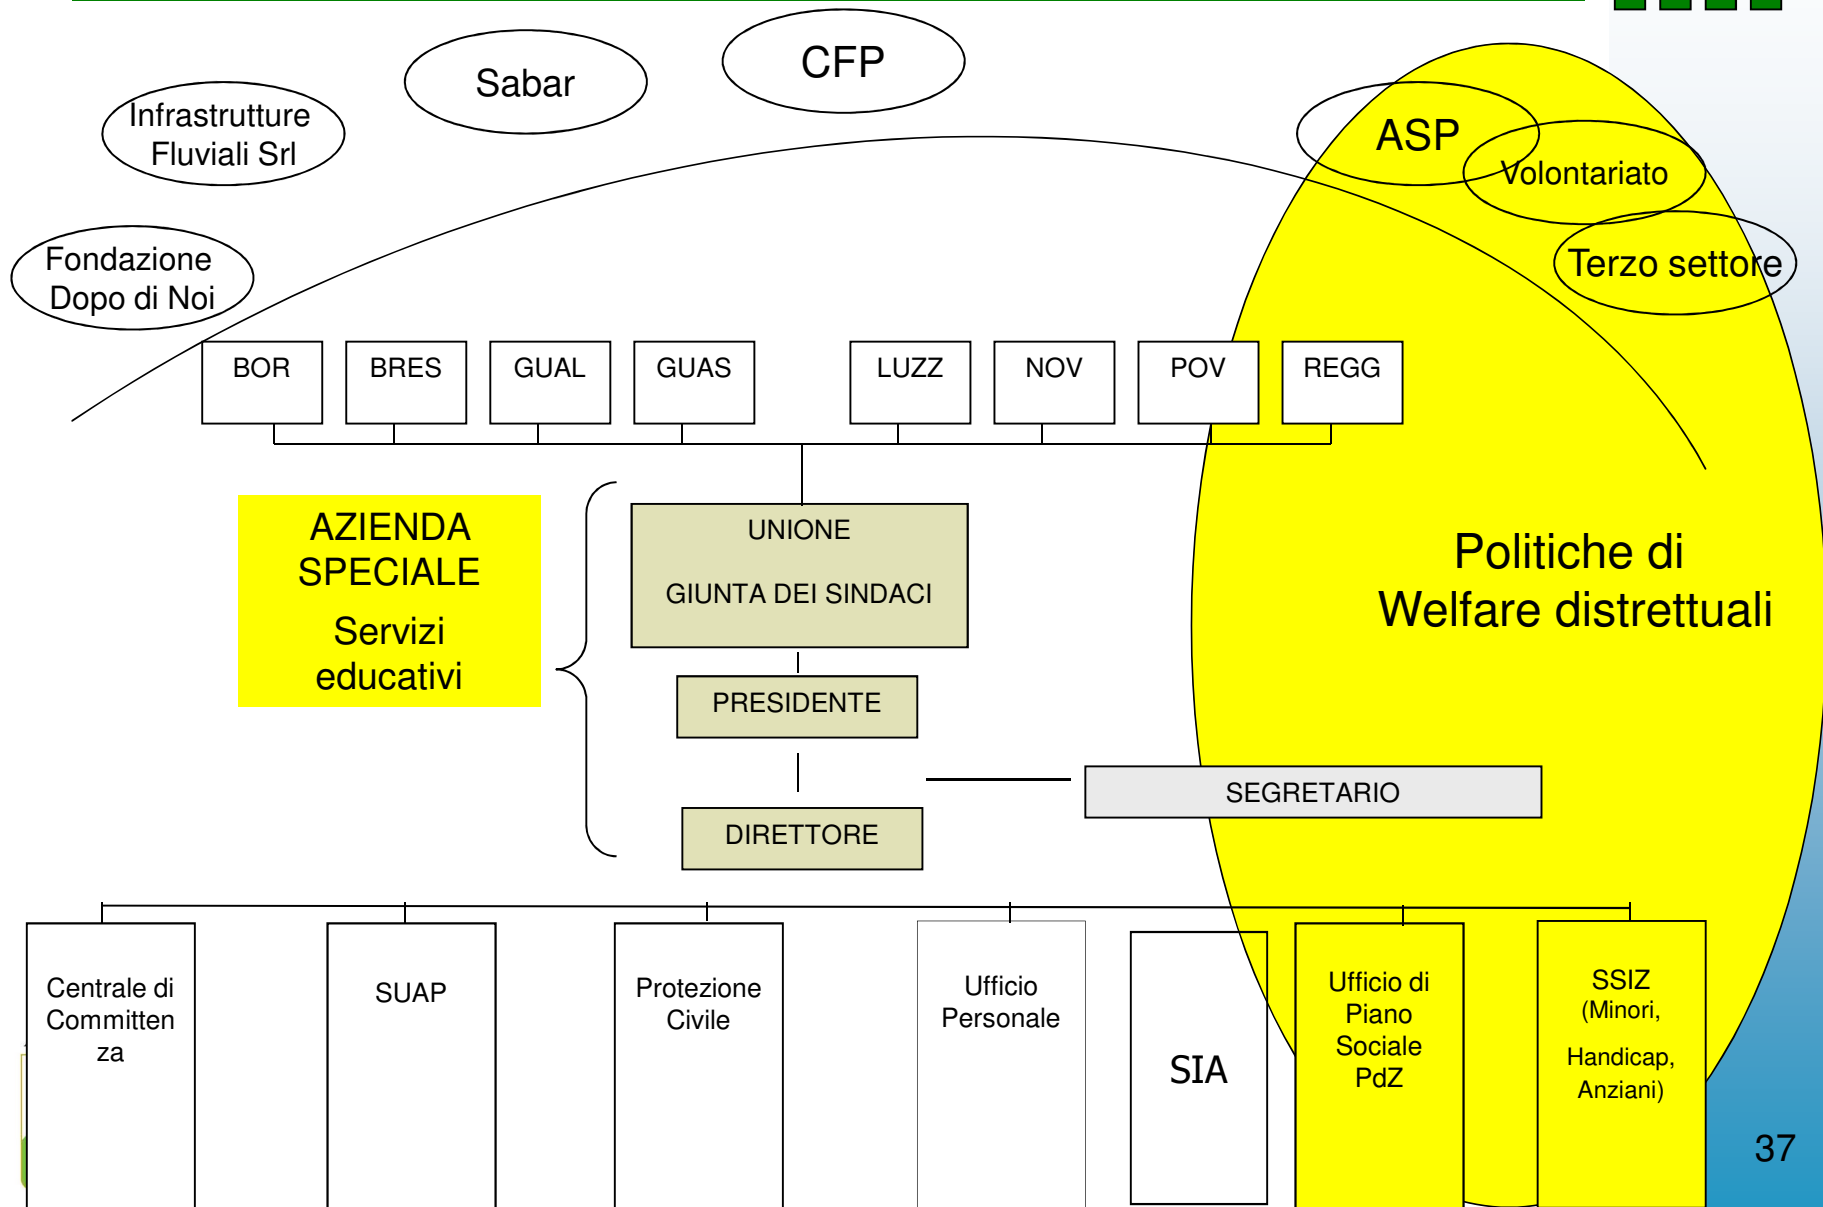 CFP
Sabar
Infrastrutture
Fluviali Srl
ASP
Volontariato
Terzo settore
Fondazione
Dopo di Noi
BOR
BRES
GUAL
GUAS
LUZZ
NOV
POV
REGG
AZIENDA
SPECIALE
Servizi
educativi
UNIONE
GIUNTA DEI SINDACI
Politiche di
Welfare distrettuali
PRESIDENTE
SEGRETARIO
DIRETTORE
Centrale di
Committen
za
SUAP
Protezione
Civile
Ufficio
Personale
SIA
Ufficio di
Piano
Sociale
PdZ
SSIZ
(Minori,
Handicap,
Anziani)
37